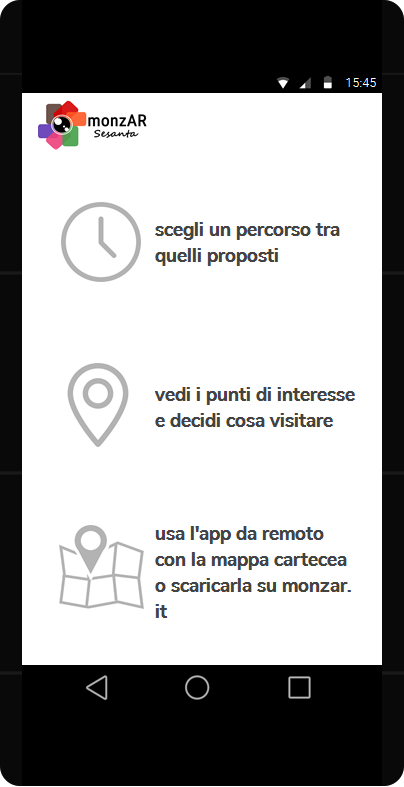 15:45
monzAR
Sesanta
scegli un percorso tra
quelli proposti
vedi i punti di interesse
e decidi cosa visitare
usa l'app da remoto
con la mappa cartecea
o scaricarla su monzar.
it